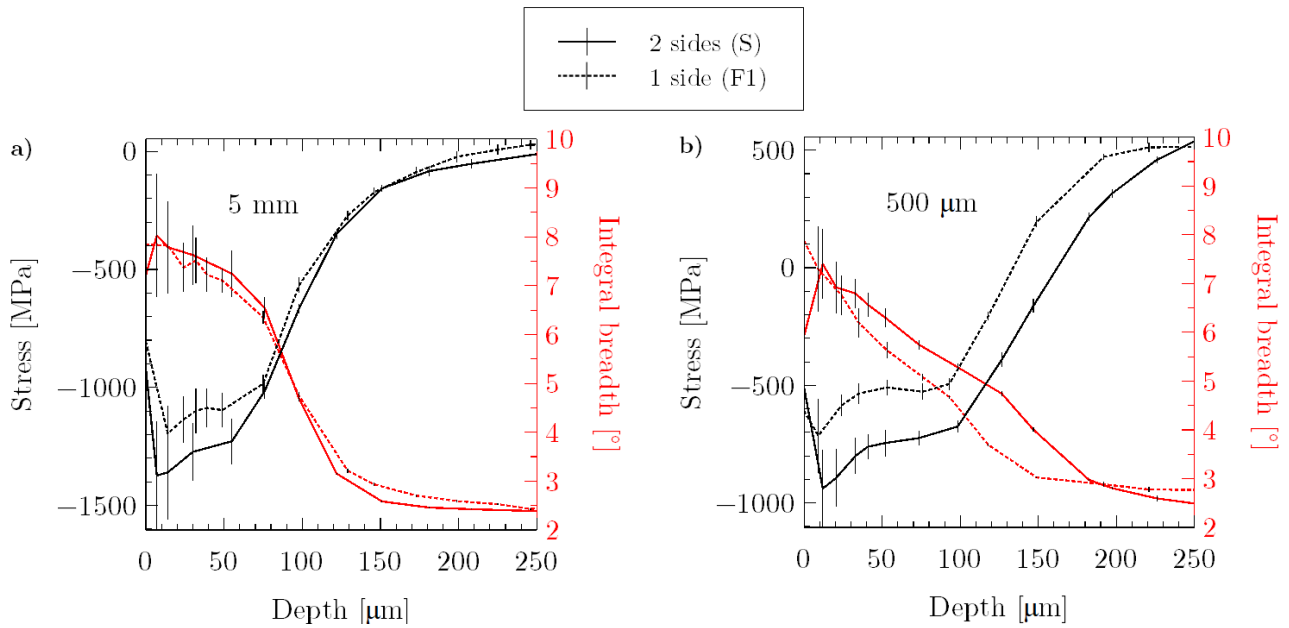 2 sides (S)
1 side (F1)
a)
5 mm
0
−500
−1000
−1500
Stress [MPa]
0 50 100 150 200 250
Depth [μm]
10
9
8
7
6
5
4
3
2
Integral breadth [°]
b)
500 μm
500
0
−500
−1000
Stress [MPa]
0 50 100 150 200 250
Depth [μm]
10
9
8
7
6
5
4
3
2
Integral breadth [°]